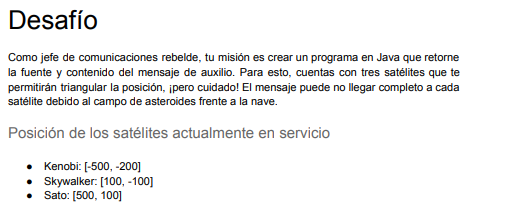 Desafío
Como jefe de comunicaciones rebelde, tu misión es crear un programa en Java que retorne
la fuente y contenido del mensaje de auxilio. Para esto, cuentas con tres satélites que te
permitirán triangular la posición, ¡pero cuidado! El mensaje puede no llegar completo a cada
satélite debido al campo de asteroides frente a la nave.
Posición de los satélites actualmente en servicio
● Kenobi: [-500, -200]
● Skywalker: [100, -100]
● Sato: [500, 100]